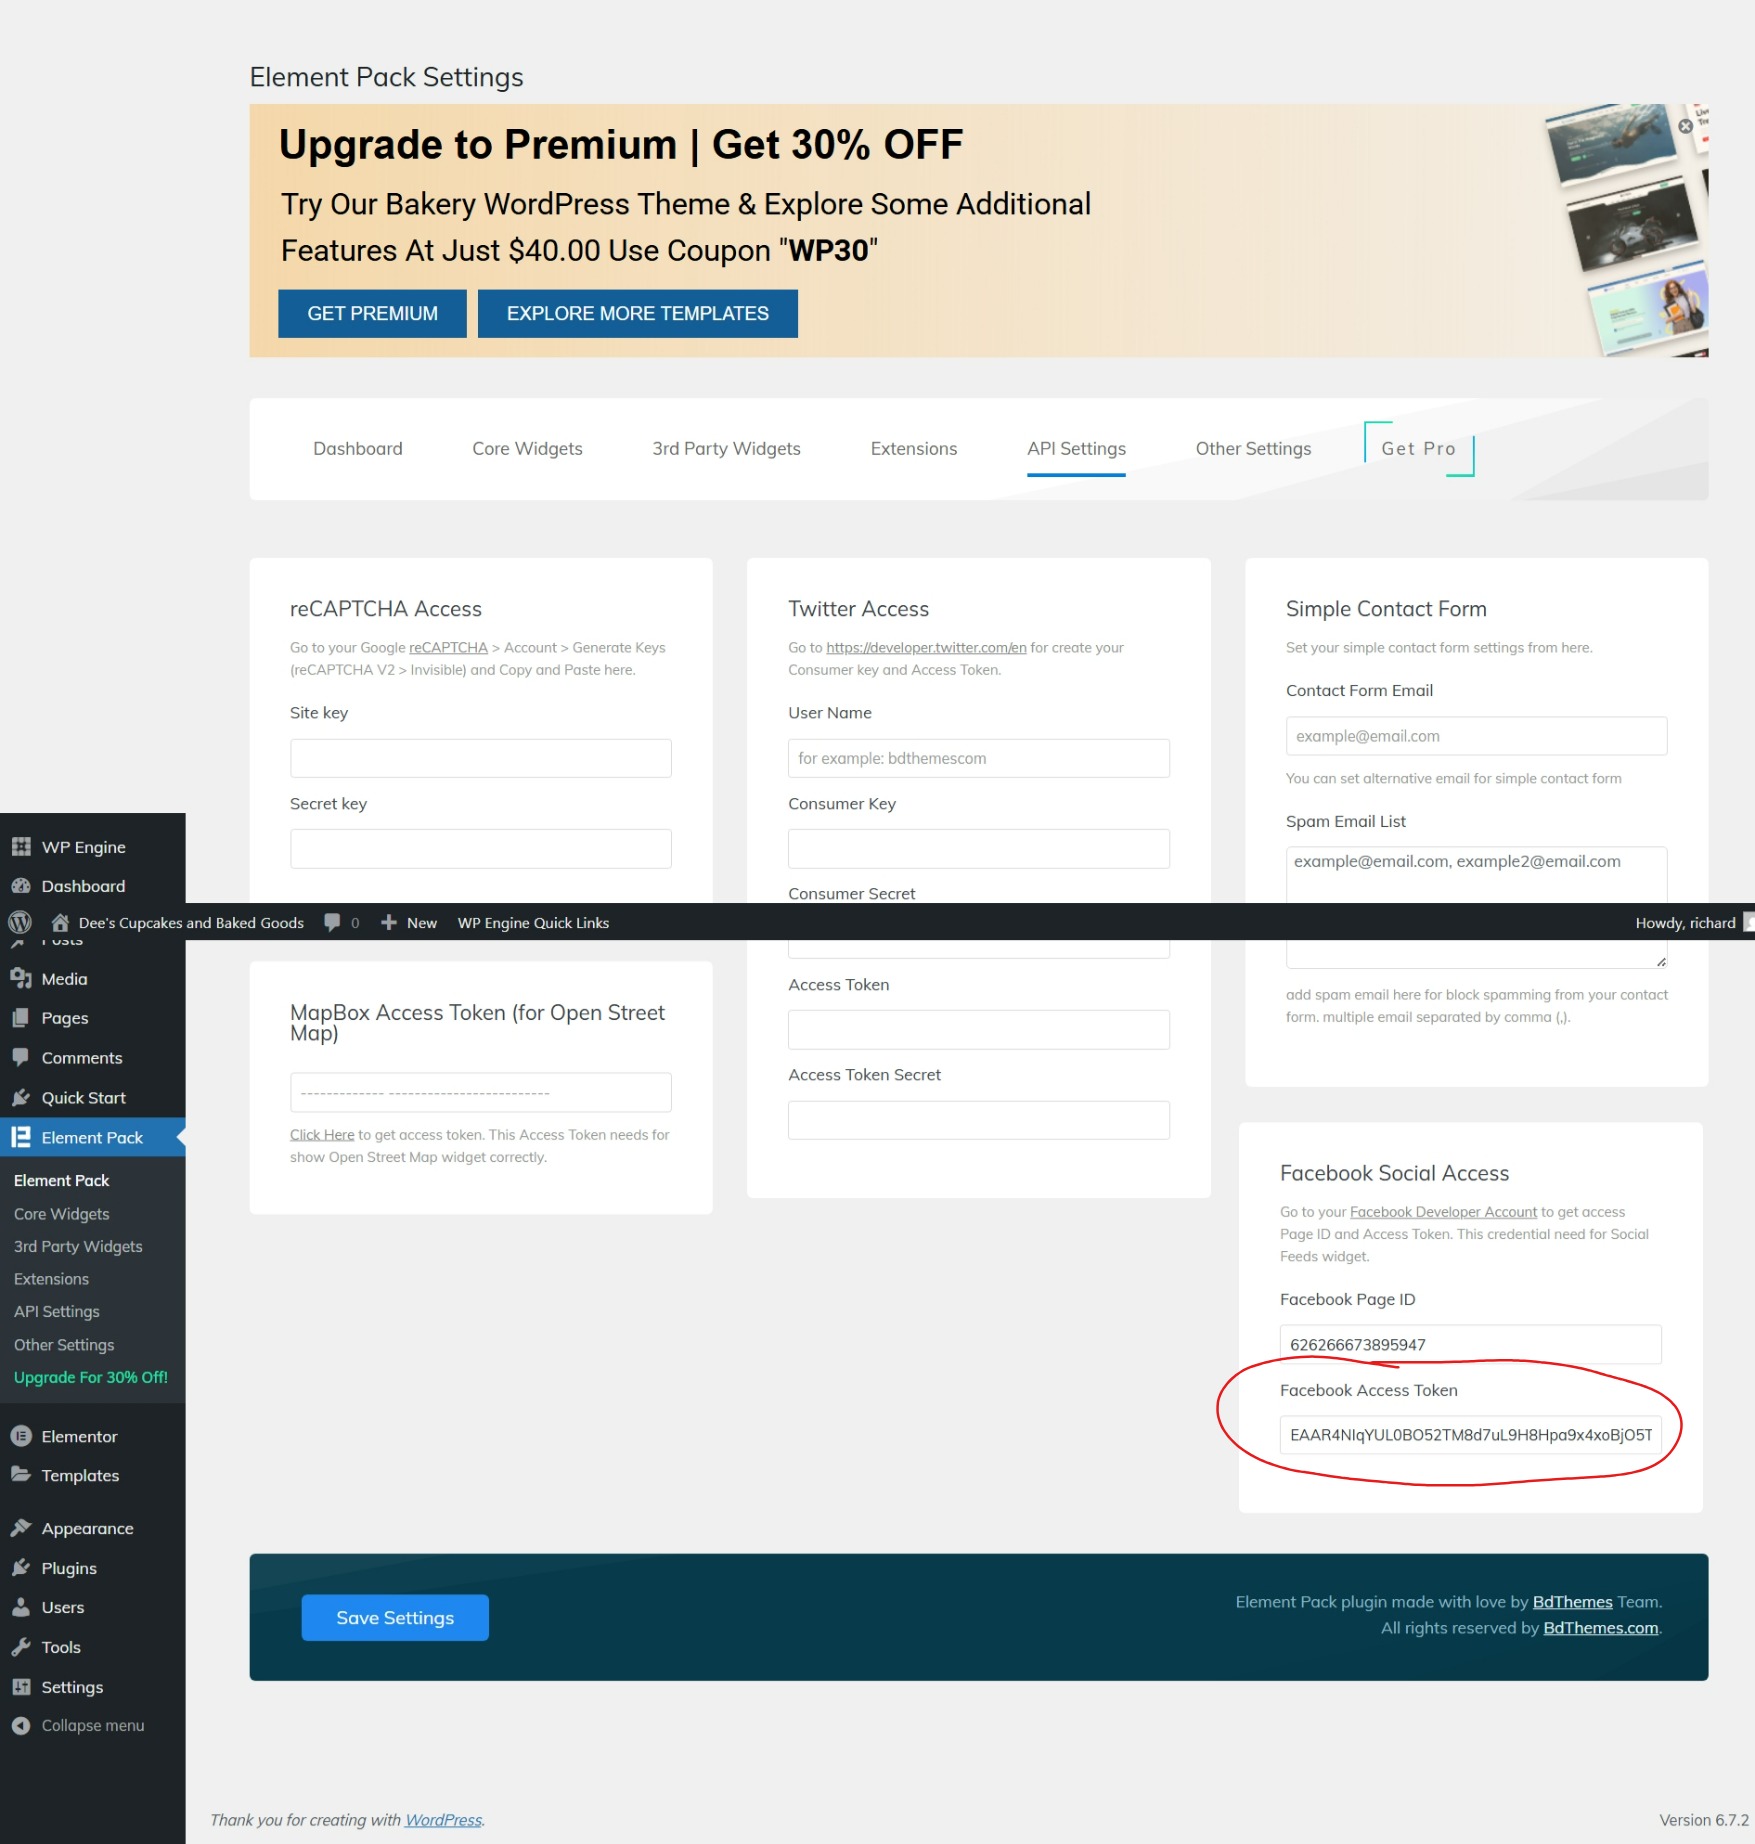 Element Pack Settings
Upgrade to Premium | Get 30% OFF
Try Our Bakery WordPress Theme & Explore Some Additional
Features At Just $40.00 Use Coupon "WP30"
GET PREMIUM
EXPLORE MORE TEMPLATES
Dashboard
Core Widgets
3rd Party Widgets
Extensions
API Settings
Other Settings
Get Pro
reCAPTCHA Access
Go to your Google reCAPTCHA > Account > Generate Keys
(reCAPTCHA V2 > Invisible) and Copy and Paste here.
Site key
Secret key
MapBox Access Token (for Open Street
Map)
------------- -------------------------
Click Here to get access token. This Access Token needs for
show Open Street Map widget correctly.
Twitter Access
Go to https://developer.twitter.com/en for create your
Consumer key and Access Token.
User Name
for example: bdthemescom
Consumer Key
Consumer Secret
Access Token
Access Token Secret
Simple Contact Form
Set your simple contact form settings from here.
Contact Form Email
example@email.com
You can set alternative email for simple contact form
Spam Email List
example@email.com, example2@email.com
add spam email here for block spamming from your contact
form. multiple email separated by comma (,).
Facebook Social Access
Go to your Facebook Developer Account to get access
Page ID and Access Token. This credential need for Social
Feeds widget.
Facebook Page ID
626266673895947
Facebook Access Token
EAAR4NIqYUL0BO52TM8d7uL9H8Hpa9x4xoBjO5T
WP Engine
Dashboard
Dee's Cupcakes and Baked Goods
0
New
WP Engine Quick Links
Howdy, richard
Posts
Media
Pages
Comments
Quick Start
Element Pack
Element Pack
Core Widgets
3rd Party Widgets
Extensions
API Settings
Other Settings
Upgrade For 30% Off!
Elementor
Templates
Appearance
Plugins
Users
Tools
Settings
Collapse menu
Save Settings
Element Pack plugin made with love by BdThemes Team.
All rights reserved by BdThemes.com.
Thank you for creating with WordPress.
Version 6.7.2